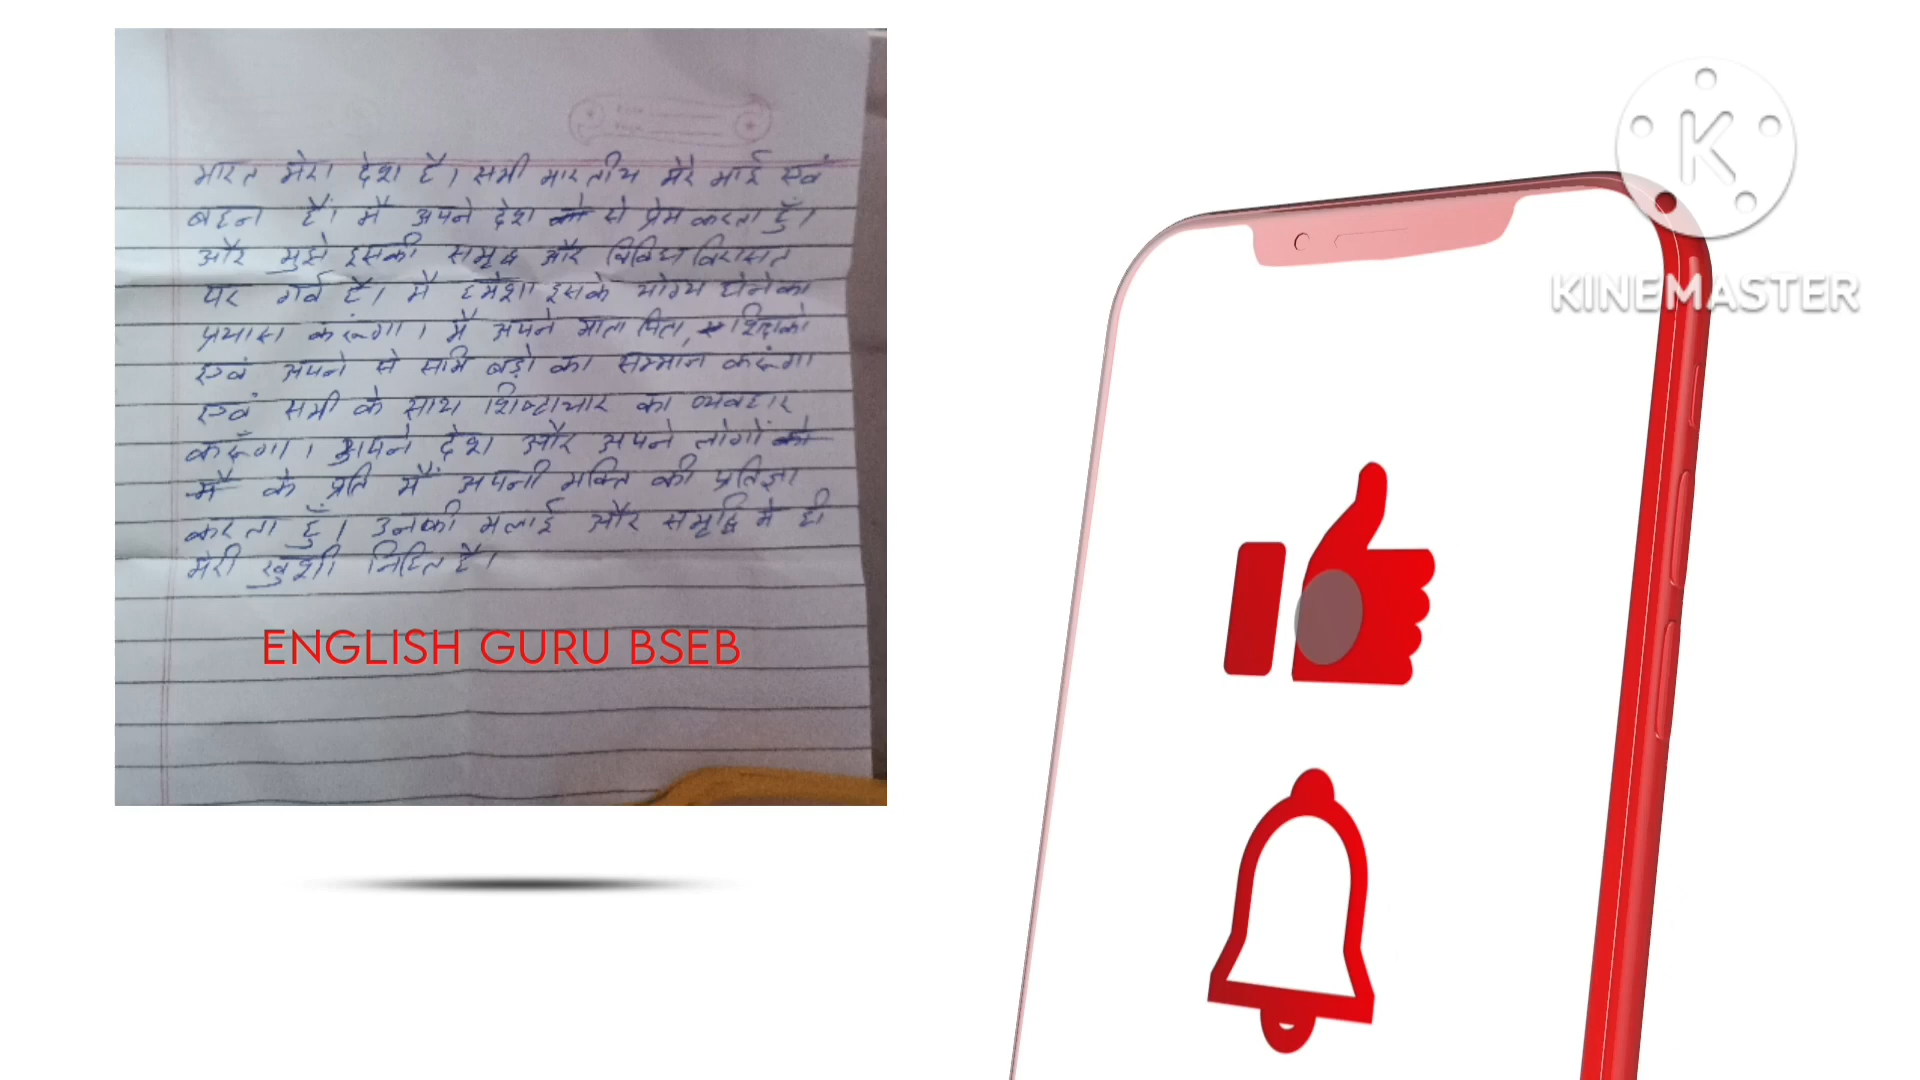 भारत मेरा देश है। सभी भारतीय मेरे भाई एवं
बहन हैं। मैं अपने देश से प्रेम करता हूँ।
और मुझे इसकी समृद्ध और विविध विरासत
पर गर्व है। मैं हमेशा इसके योग्य होने का
प्रयास करूंगा। मैं अपने माता पिता, शिक्षको
एवं अपने से सभि बड़ो का सम्मान करूंगा
एवं सभी के साथ शिष्टाचार का व्यवहार
करूँगा। अपने देश और अपने लोगों
के प्रति मैं अपनी भक्ति की प्रतिज्ञा
करता हूँ। उनकी भलाई और समृद्धि मे ही
मेरी खुशी निहित है।
ENGLISH GURU BSEB
K
KINEMASTER